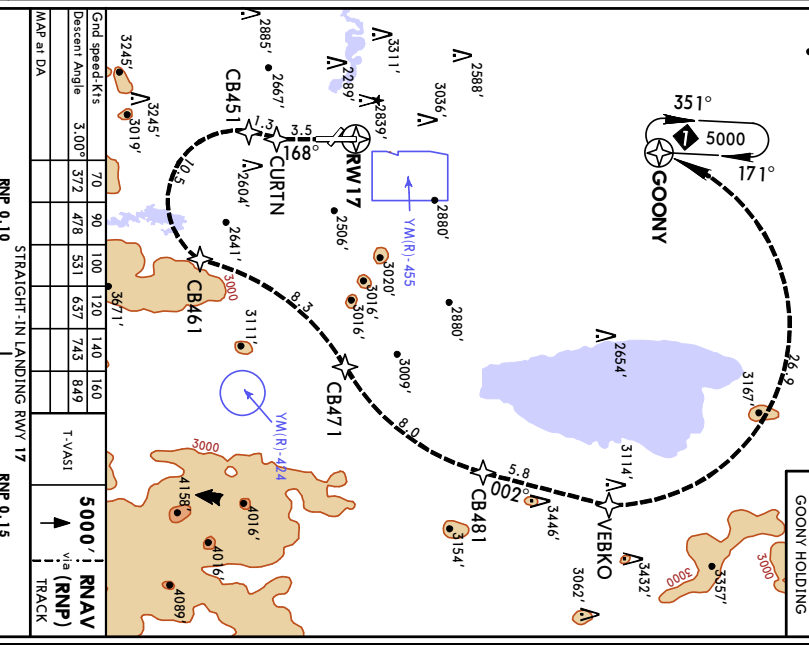 2885'
2667'
3311'
2289'
2839'
2588'
3036'
351°
5000
171°
GOONY
3245'
3245'
3019'
CB451
1.3
3.5
168°
RW17
CURTN
2604'
10.5
2641'
2506'
2880'
YM(R)-455
3020'
3016'
3016'
2880'
3000
CB461
3671'
3111'
8.3
3009'
CB471
YM(R)-424
8.0
2654'
3167'
26.9
3114'
5.8
002°
CB481
3446'
3154'
VEBKO
3432'
3062'
3357'
3000
3000
3000
4158'
4016'
4016'
4089'
GOONY HOLDING
Gnd speed-Kts 70 90 100 120 140 160
Descent Angle 3.00° 372 478 531 637 743 849
MAP at DA
T-VASI
5000'
via
RNAV
(RNP)
TRACK
STRAIGHT-IN LANDING RWY 17
RNP 0.10
RNP 0.15